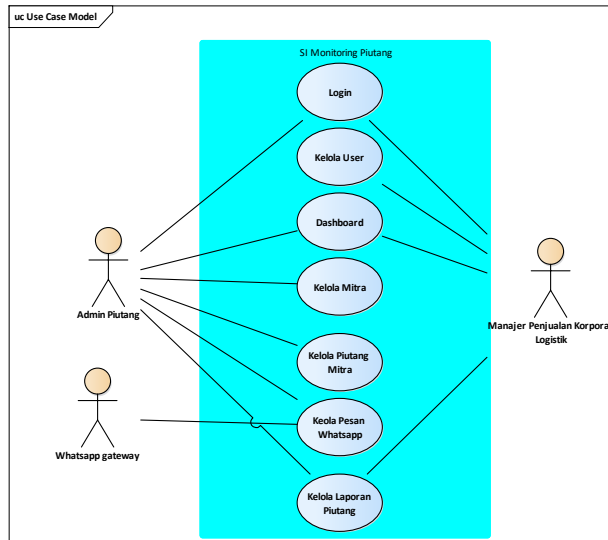 uc Use Case Model
SI Monitoring Piutang
Login
Kelola User
Dashboard
Kelola Mitra
Kelola Piutang
Mitra
Keola Pesan
Whatsapp
Kelola Laporan
Piutang
Admin Piutang
Whatsapp gateway
Manajer Penjualan Korpora
Logistik